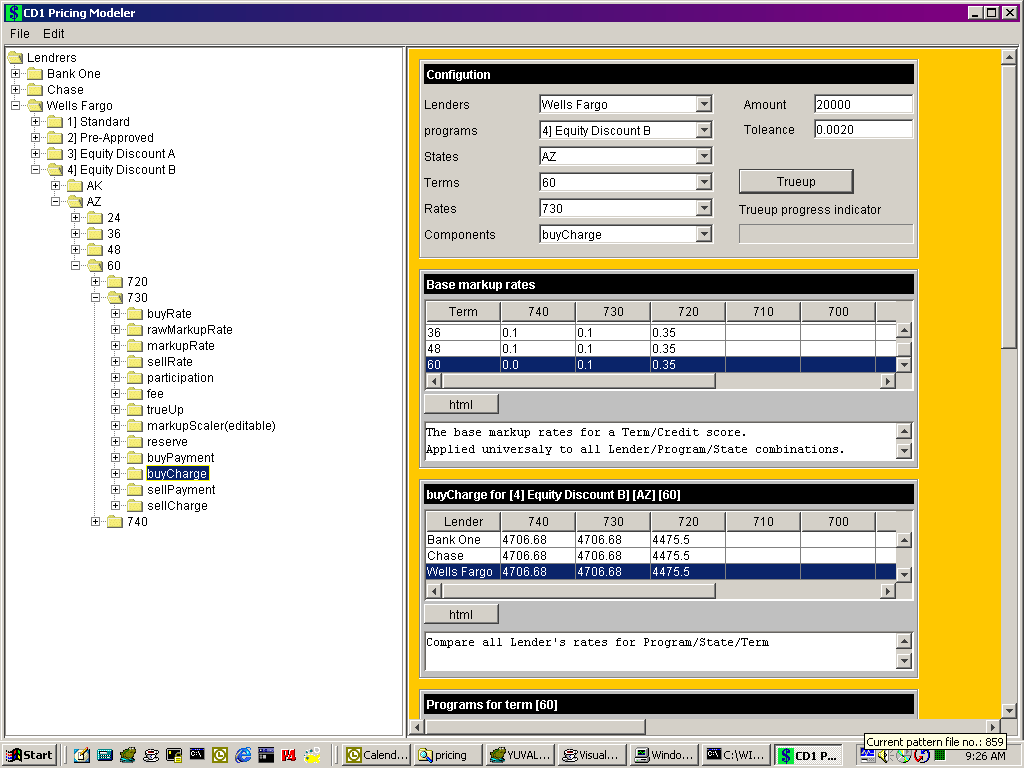 CD1 Pricing Modeler
File Edit
Lendrers
Bank One
Chase
Wells Fargo
1] Standard
2] Pre-Approved
3] Equity Discount A
4] Equity Discount B
AK
AZ
24
36
48
60
720
730
buyRate
rawMarkupRate
markupRate
sellRate
participation
fee
trueUp
markupScaler(editable)
reserve
buyPayment
buyCharge
sellPayment
sellCharge
740
Configution
Lenders Wells Fargo Amount 20000
programs 4] Equity Discount B Toleance 0.0020
States AZ
Terms 60 Trueup
Rates 730 Trueup progress indicator
Components buyCharge
Base markup rates
Term 740 730 720 710 700
36 0.1 0.1 0.35
48 0.1 0.1 0.35
60 0.0 0.1 0.35
html
The base markup rates for a Term/Credit score.
Applied universaly to all Lender/Program/State combinations.
buyCharge for [4] Equity Discount B] [AZ] [60]
Lender 740 730 720 710 700
Bank One 4706.68 4706.68 4475.5
Chase 4706.68 4706.68 4475.5
Wells Fargo 4706.68 4706.68 4475.5
html
Compare all Lender's rates for Program/State/Term
Programs for term [60]
Current pattern file no.: 859
Start Calend... pricing YUVAL... Visual... Windo... C:\WI... CD1 P... 9:26 AM